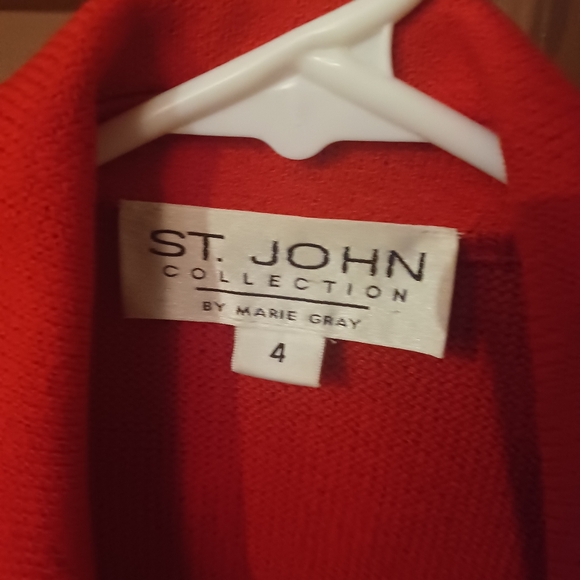 ST. JOHN
COLLECTION
BY MARIE GRAY
4